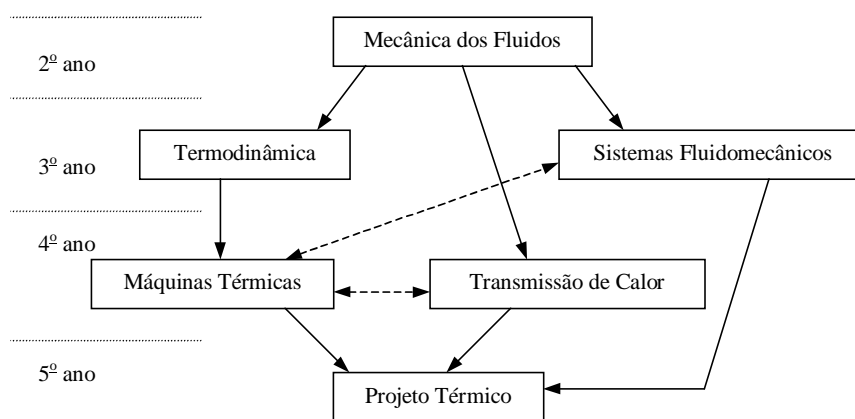 Mecânica dos Fluidos
2º ano
Termodinâmica
Sistemas Fluidomecânicos
3º ano
4º ano
Máquinas Térmicas
Transmissão de Calor
5º ano
Projeto Térmico